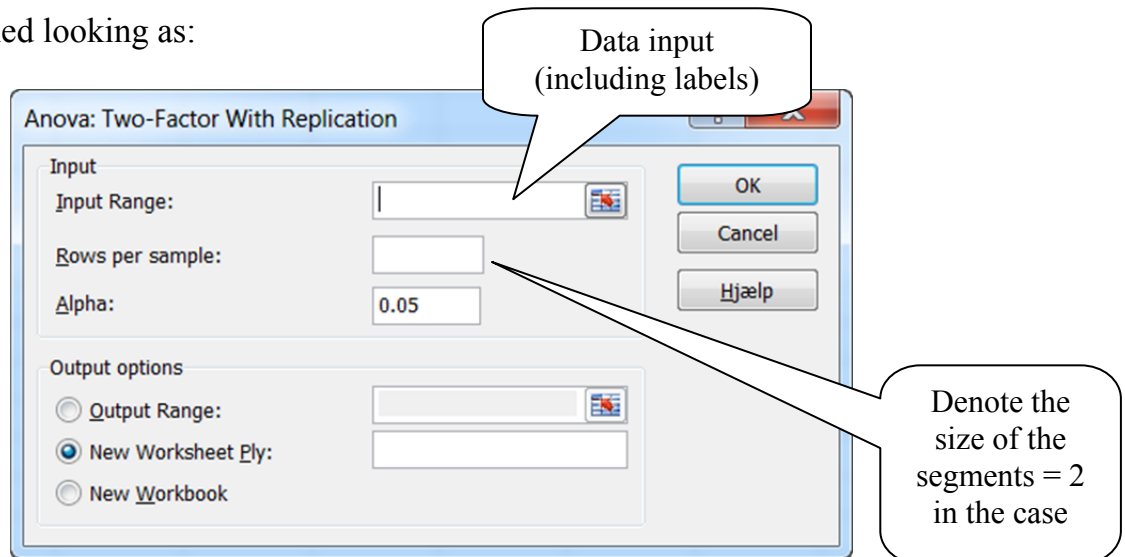 looking as:
Data input
(including labels)
Anova: Two-Factor With Replication
Input
Input Range:
OK
Cancel
Rows per sample:
Hjælp
Alpha:
0.05
Output options
Output Range:
New Worksheet Ply:
New Workbook
Denote the
size of the
segments = 2
in the case